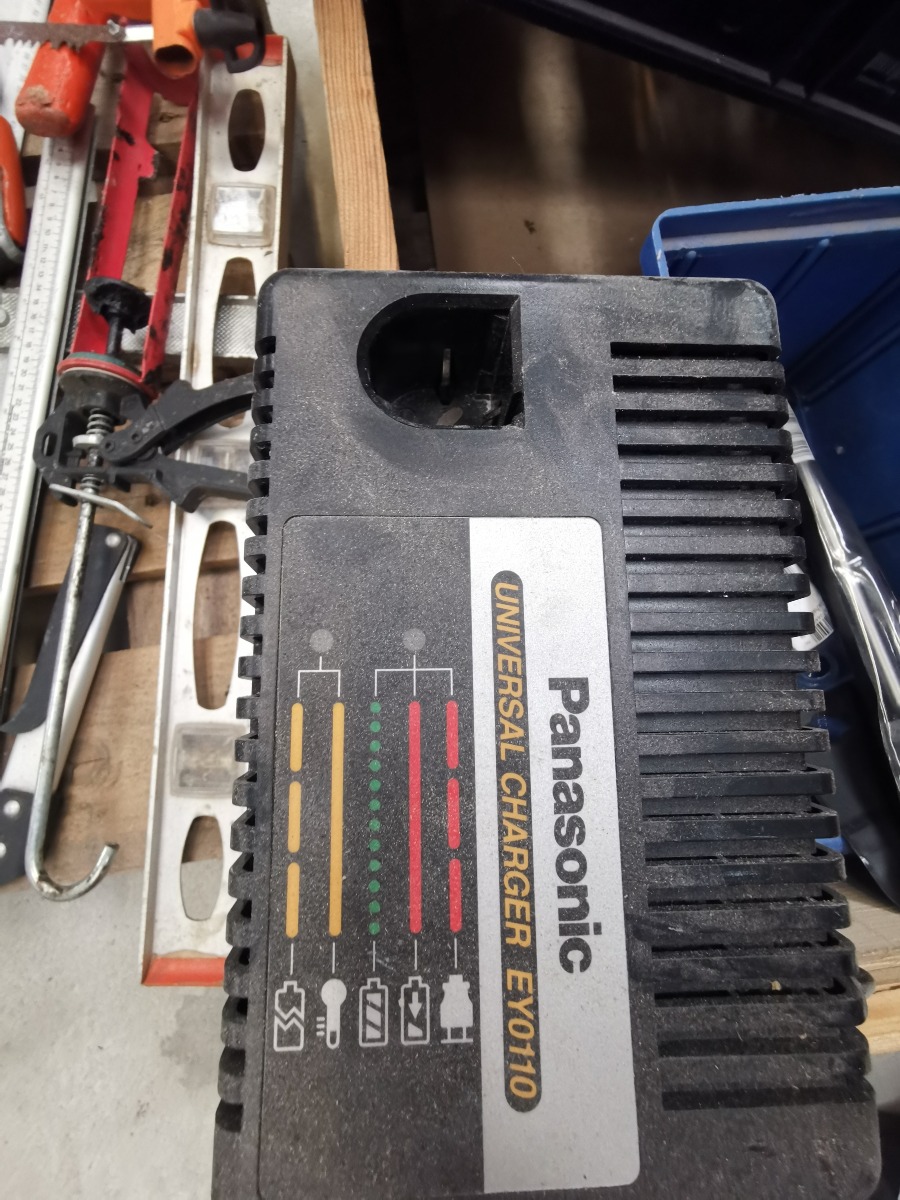 Panasonic
UNIVERSAL CHARGER EY0110